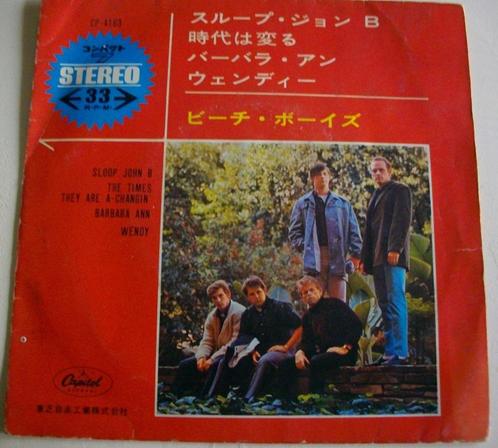 CP-4163
コンパクト
STEREO
33
R・P・M・
スループ・ジョン B
時代は変る
バーバラ・アン
ウェンディー
ビーチ・ボーイズ
SLOOP JOHN B
THE TIMES
THEY ARE A-CHANGIN'
BARBARA ANN
WENDY
Capitol
RECORDS
東芝音楽工業株式会社